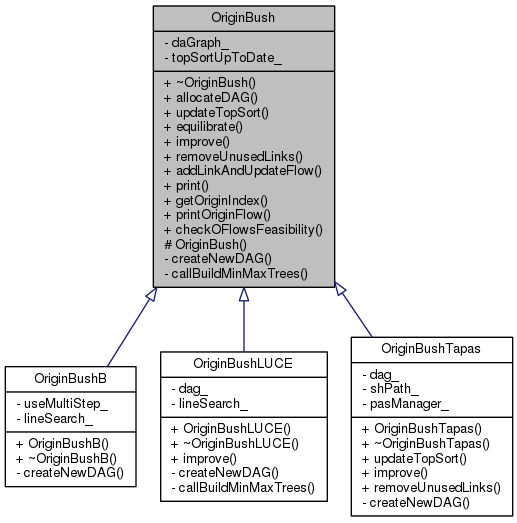 OriginBush
- daGraph_
- topSortUpToDate_
+ ~OriginBush()
+ allocateDAG()
+ updateTopSort()
+ equilibrate()
+ improve()
+ removeUnusedLinks()
+ addLinkAndUpdateFlow()
+ print()
+ getOriginIndex()
+ printOriginFlow()
+ checkOFlowsFeasibility()
# OriginBush()
- createNewDAG()
- callBuildMinMaxTrees()
OriginBushB
- useMultiStep_
- lineSearch_
+ OriginBushB()
+ ~OriginBushB()
- createNewDAG()
OriginBushLUCE
- dag_
- lineSearch_
+ OriginBushLUCE()
+ ~OriginBushLUCE()
+ improve()
- createNewDAG()
- callBuildMinMaxTrees()
OriginBushTapas
- dag_
- shPath_
- pasManager_
+ OriginBushTapas()
+ ~OriginBushTapas()
+ updateTopSort()
+ improve()
+ removeUnusedLinks()
- createNewDAG()